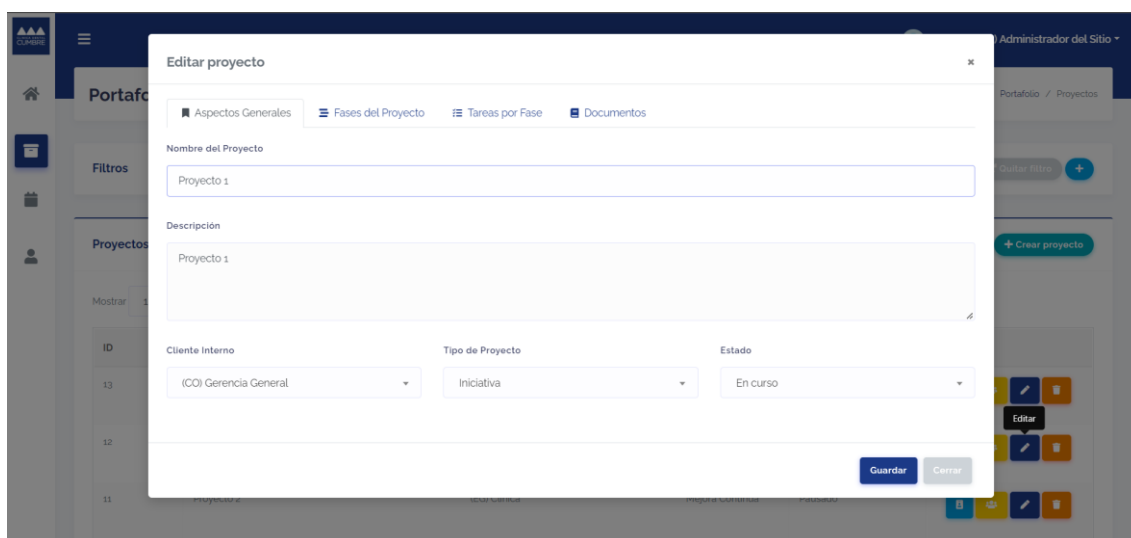 CUMBRE
) Administrador del Sitio
Editar proyecto
Portafo
Portafolio / Proyectos
Aspectos Generales
Fases del Proyecto
Tareas por Fase
Documentos
Nombre del Proyecto
Filtros
Quitar filtro
Proyecto 1
Descripción
Proyectos
+ Crear proyecto
Proyecto 1
Mostrar 1
ID
Cliente Interno
Tipo de Proyecto
Estado
13
(CO) Gerencia General
Iniciativa
En curso
Editar
12
Guardar
Cerrar
11
Proyecto 2
Mejora Continua
Pausado